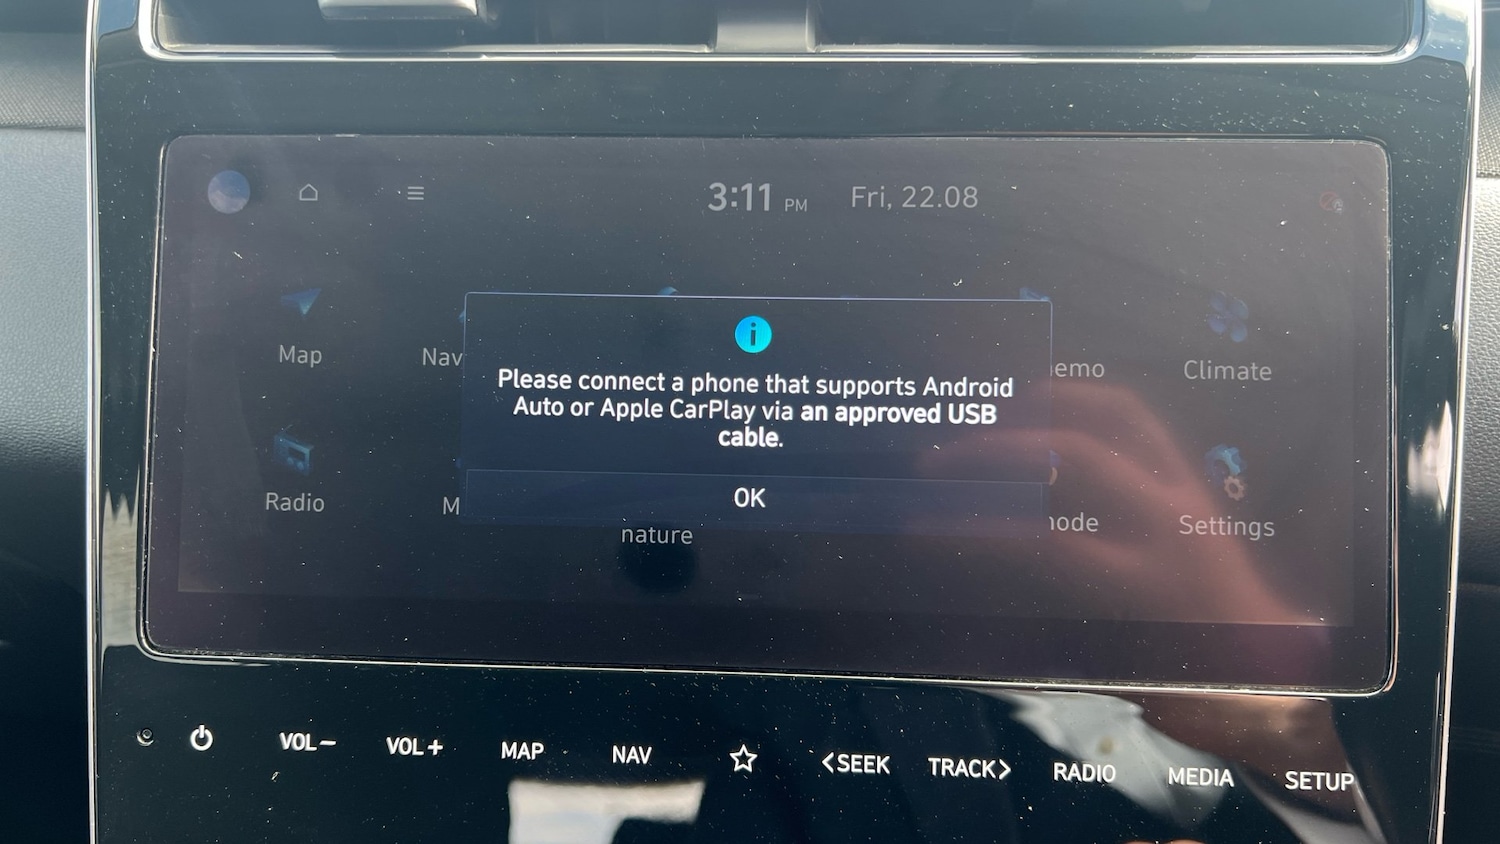 3:11 PM Fri, 22.08
Map
Nav
emo
Climate
Please connect a phone that supports Android
Auto or Apple CarPlay via an approved USB
cable.
OK
Radio
M
nature
node
Settings
VOL− VOL+ MAP NAV <SEEK TRACK> RADIO MEDIA SETUP